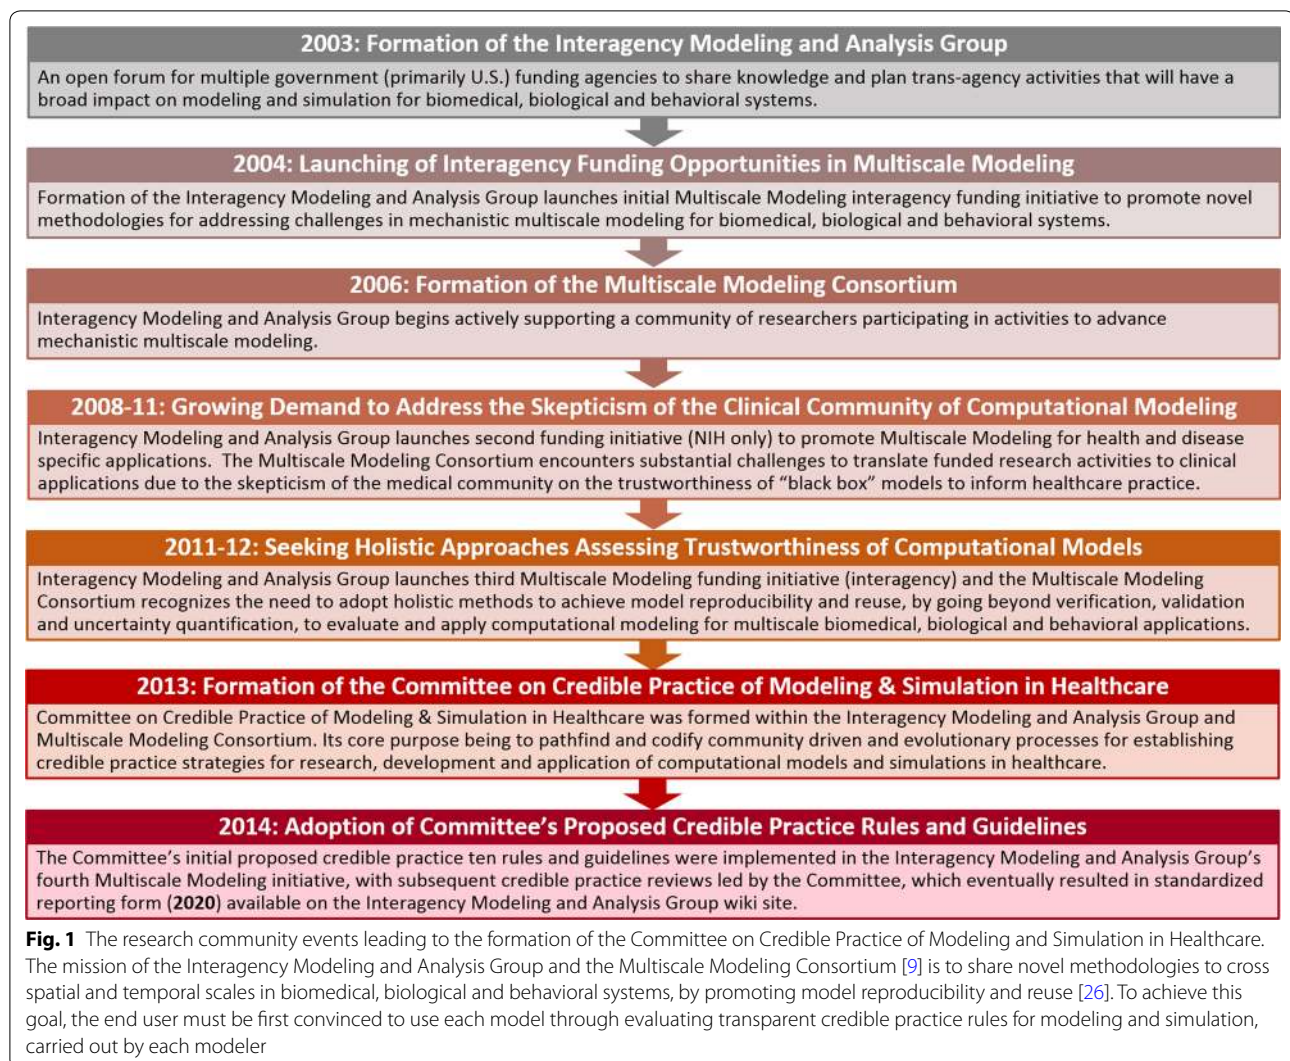 2003: Formation of the Interagency Modeling and Analysis Group
An open forum for multiple government (primarily U.S.) funding agencies to share knowledge and plan trans-agency activities that will have a
broad impact on modeling and simulation for biomedical, biological and behavioral systems.
2004: Launching of Interagency Funding Opportunities in Multiscale Modeling
Formation of the Interagency Modeling and Analysis Group launches initial Multiscale Modeling interagency funding initiative to promote novel
methodologies for addressing challenges in mechanistic multiscale modeling for biomedical, biological and behavioral systems.
2006: Formation of the Multiscale Modeling Consortium
Interagency Modeling and Analysis Group begins actively supporting a community of researchers participating in activities to advance
mechanistic multiscale modeling.
2008-11: Growing Demand to Address the Skepticism of the Clinical Community of Computational Modeling
Interagency Modeling and Analysis Group launches second funding initiative (NIH only) to promote Multiscale Modeling for health and disease
specific applications. The Multiscale Modeling Consortium encounters substantial challenges to translate funded research activities to clinical
applications due to the skepticism of the medical community on the trustworthiness of “black box” models to inform healthcare practice.
2011-12: Seeking Holistic Approaches Assessing Trustworthiness of Computational Models
Interagency Modeling and Analysis Group launches third Multiscale Modeling funding initiative (interagency) and the Multiscale Modeling
Consortium recognizes the need to adopt holistic methods to achieve model reproducibility and reuse, by going beyond verification, validation
and uncertainty quantification, to evaluate and apply computational modeling for multiscale biomedical, biological and behavioral applications.
2013: Formation of the Committee on Credible Practice of Modeling & Simulation in Healthcare
Committee on Credible Practice of Modeling & Simulation in Healthcare was formed within the Interagency Modeling and Analysis Group and
Multiscale Modeling Consortium. Its core purpose being to pathfind and codify community driven and evolutionary processes for establishing
credible practice strategies for research, development and application of computational models and simulations in healthcare.
2014: Adoption of Committee’s Proposed Credible Practice Rules and Guidelines
The Committee’s initial proposed credible practice ten rules and guidelines were implemented in the Interagency Modeling and Analysis Group’s
fourth Multiscale Modeling initiative, with subsequent credible practice reviews led by the Committee, which eventually resulted in standardized
reporting form (2020) available on the Interagency Modeling and Analysis Group wiki site.
Fig. 1 The research community events leading to the formation of the Committee on Credible Practice of Modeling and Simulation in Healthcare.
The mission of the Interagency Modeling and Analysis Group and the Multiscale Modeling Consortium [9] is to share novel methodologies to cross
spatial and temporal scales in biomedical, biological and behavioral systems, by promoting model reproducibility and reuse [26]. To achieve this
goal, the end user must be first convinced to use each model through evaluating transparent credible practice rules for modeling and simulation,
carried out by each modeler